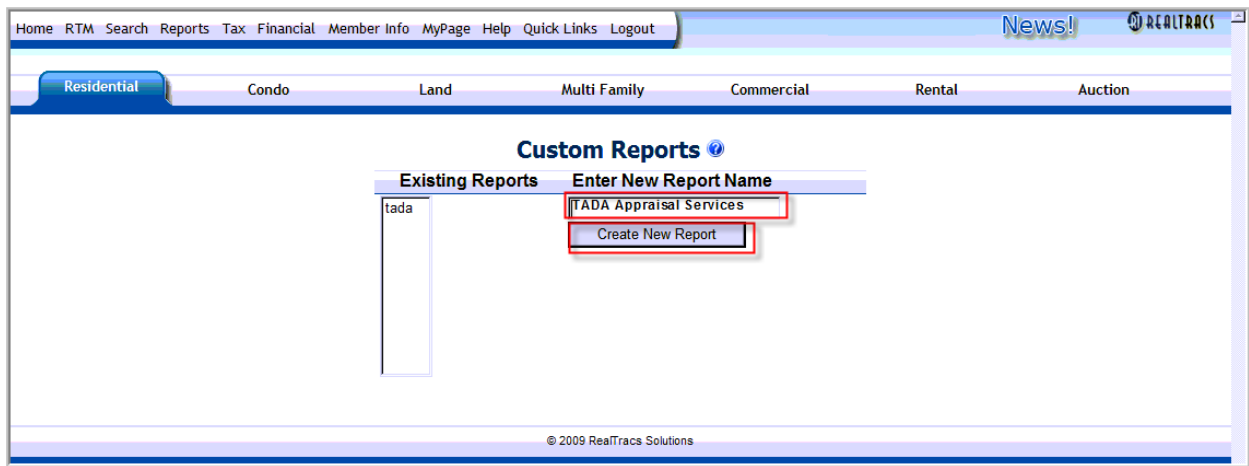 Home RTM Search Reports Tax Financial Member Info MyPage Help Quick Links Logout News! REALTRACS
Residential Condo Land Multi Family Commercial Rental Auction
Custom Reports ?
Existing Reports Enter New Report Name
tada TADA Appraisal Services
Create New Report
© 2009 RealTracs Solutions